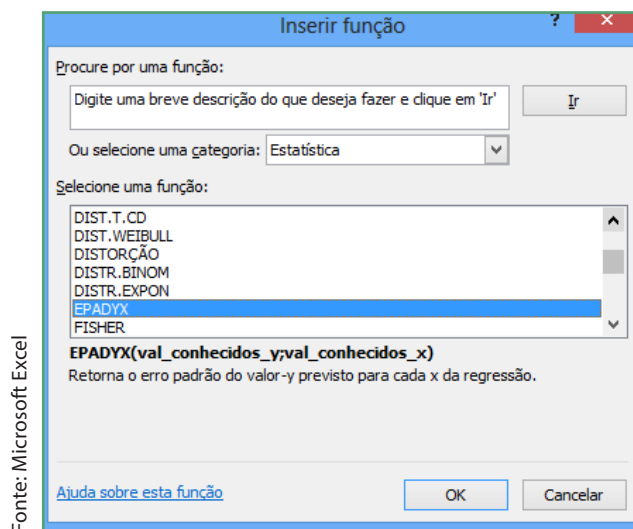 Inserir função
? ×
Procure por uma função:
Digite uma breve descrição do que deseja fazer e clique em 'Ir'
Ir
Ou selecione uma categoria: Estatística
Selecione uma função:
DIST.T.CD
DIST.WEIBULL
DISTORÇÃO
DISTR.BINOM
DISTR.EXPON
EPADYX
FISHER
EPADYX(val_conhecidos_y;val_conhecidos_x)
Retorna o erro padrão do valor-y previsto para cada x da regressão.
Ajuda sobre esta função
OK
Cancelar
Fonte: Microsoft Excel